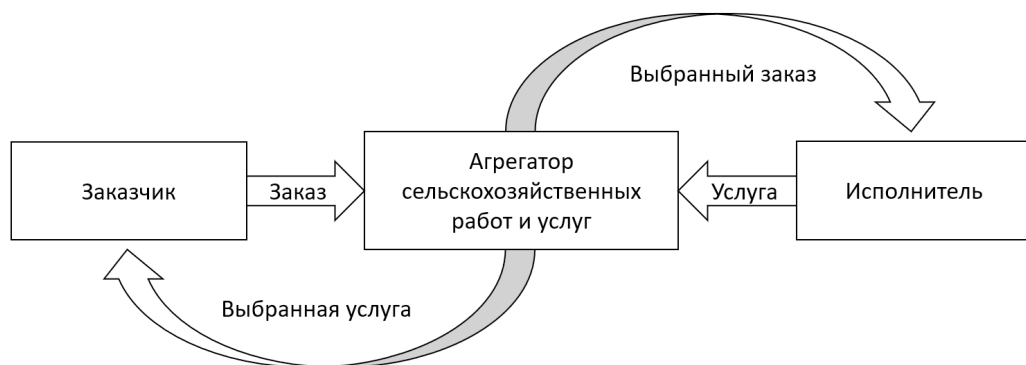 Выбранный заказ
Заказчик
Заказ
Агрегатор
сельскохозяйственных
работ и услуг
Услуга
Исполнитель
Выбранная услуга